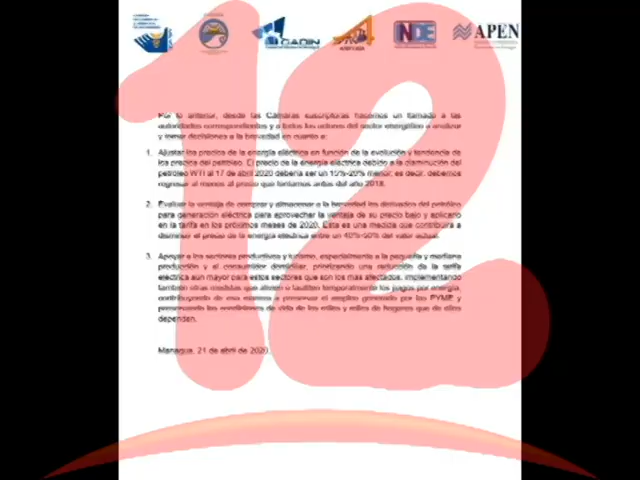 CADIN
INDE
APEN
12
Por lo anterior, desde las Cámaras suscriptoras hacemos un llamado a las
autoridades correspondientes y a todos los actores del sector energético a analizar
y tomar decisiones a la brevedad en cuanto a:
1. Ajustar los precios de la energía eléctrica en función de la evolución y tendencia de
los precios del petróleo. El precio de la energía eléctrica debido a la disminución del
petróleo WTI al 17 de abril 2020 debería ser un 15%-20% menor, es decir, debemos
regresar al menos al precio que teníamos antes del año 2018.
2. Evaluar la ventaja de comprar y almacenar a la brevedad los derivados del petróleo
para generación eléctrica para aprovechar la ventaja de su precio bajo y aplicarlo
en la tarifa en los próximos meses de 2020. Esta es una medida que contribuiría a
disminuir el precio de la energía eléctrica entre un 40%-50% del valor actual.
3. Apoyar a los sectores productivos y turismo, especialmente a la pequeña y mediana
producción y al consumidor domiciliar, priorizando una reducción de la tarifa
eléctrica aún mayor para estos sectores que son los más afectados, implementando
también otras medidas que alivien o faciliten temporalmente los pagos por energía,
contribuyendo de esa manera a preservar el empleo generado por las PYME y
preservando las condiciones de vida de los miles y miles de hogares que de ellos
dependen.
Managua, 21 de abril de 2020.